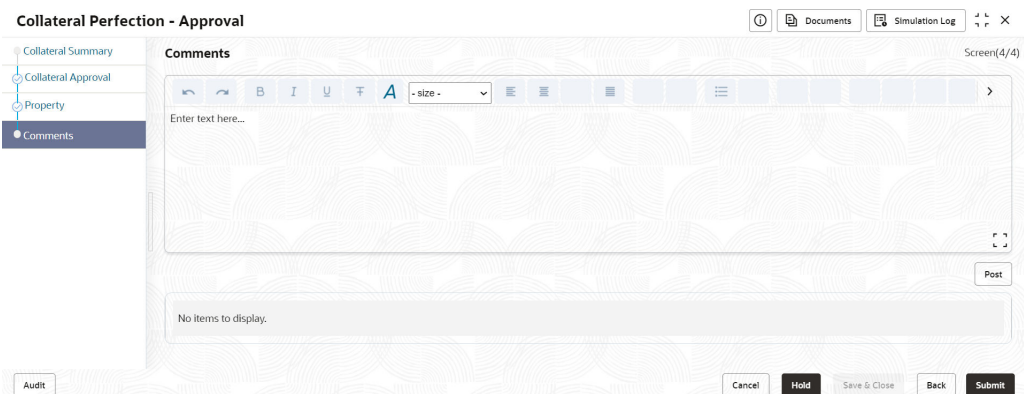 Collateral Perfection - Approval
Documents
Simulation Log
Collateral Summary
Collateral Approval
Property
Comments
Comments
Screen(4/4)
B I U T A - size -
Enter text here...
Post
No items to display.
Audit
Cancel
Hold
Save & Close
Back
Submit